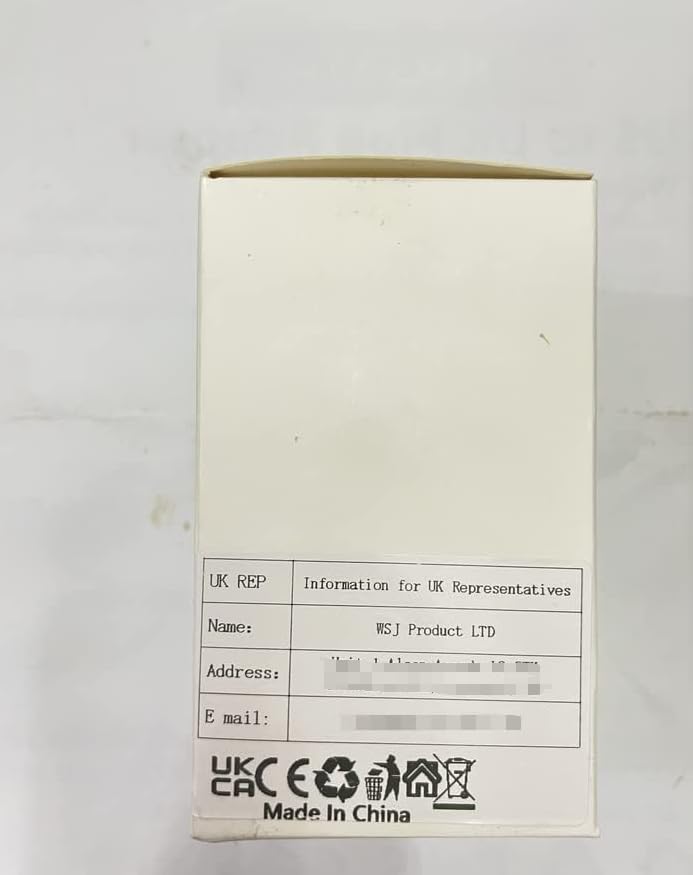 UK REP Information for UK Representatives
Name: WSJ Product LTD
Address:
E mail:
UK
CA CE
Made In China